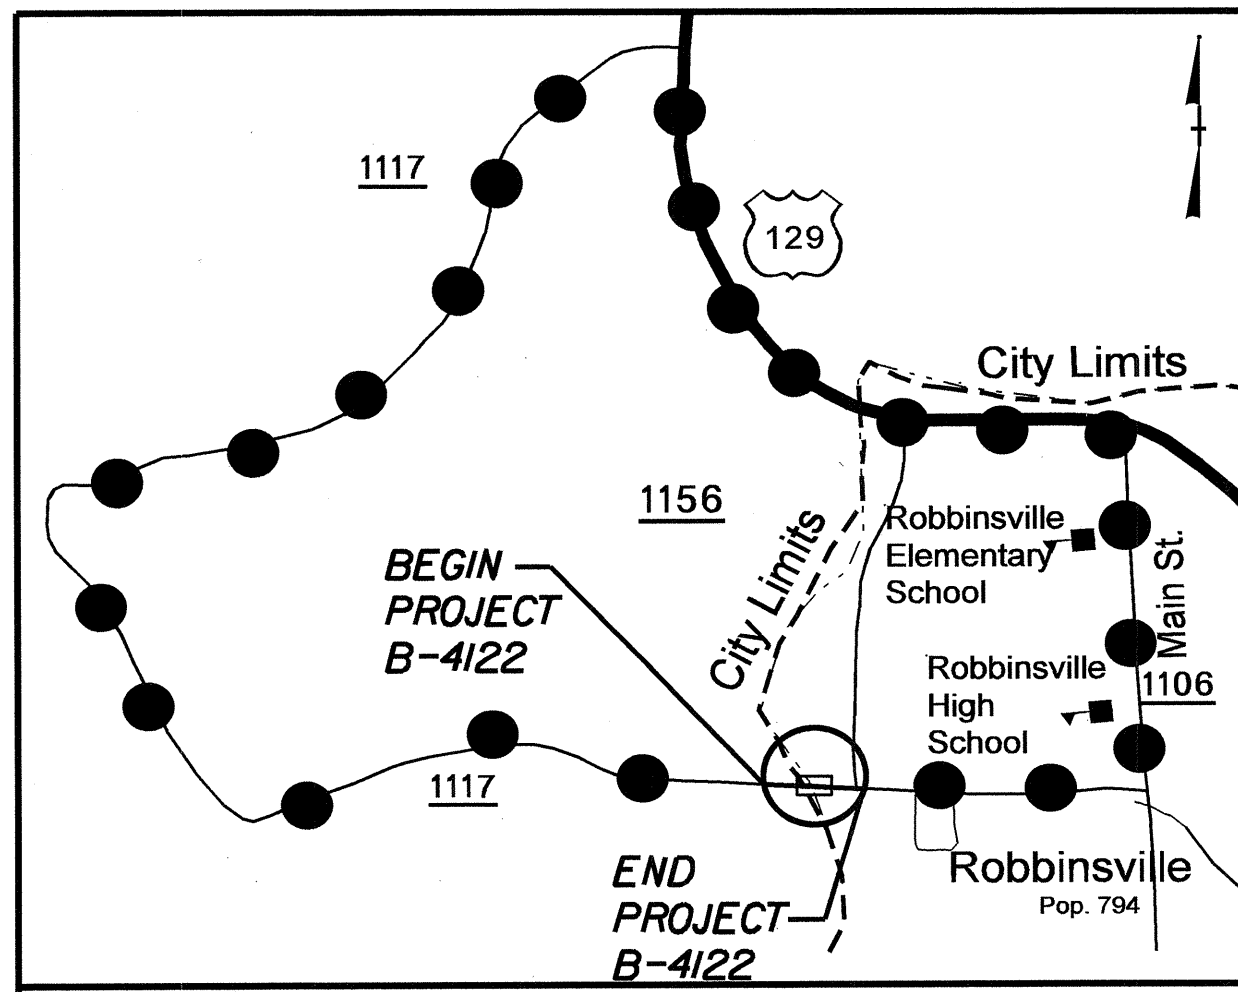 1117
129
City Limits
1156
City Limits
Robbinsville
Elementary
School
Main St.
BEGIN
PROJECT
B-4122
Robbinsville
High
School
1106
1117
END
PROJECT
B-4122
Robbinsville
Pop. 794